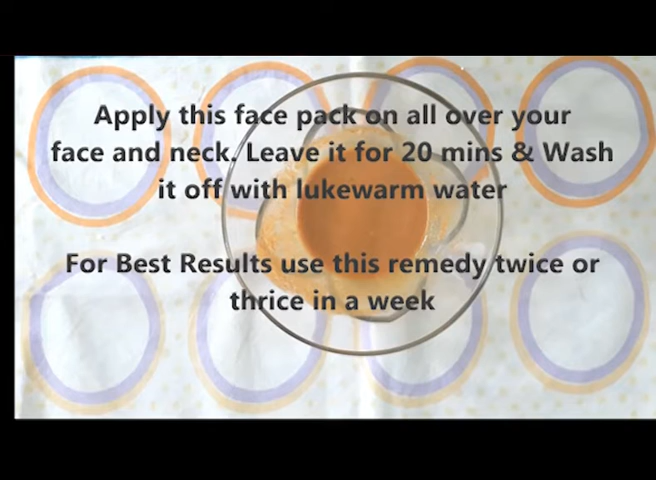 Apply this face pack on all over your
face and neck. Leave it for 20 mins & Wash
it off with lukewarm water
For Best Results use this remedy twice or
thrice in a week